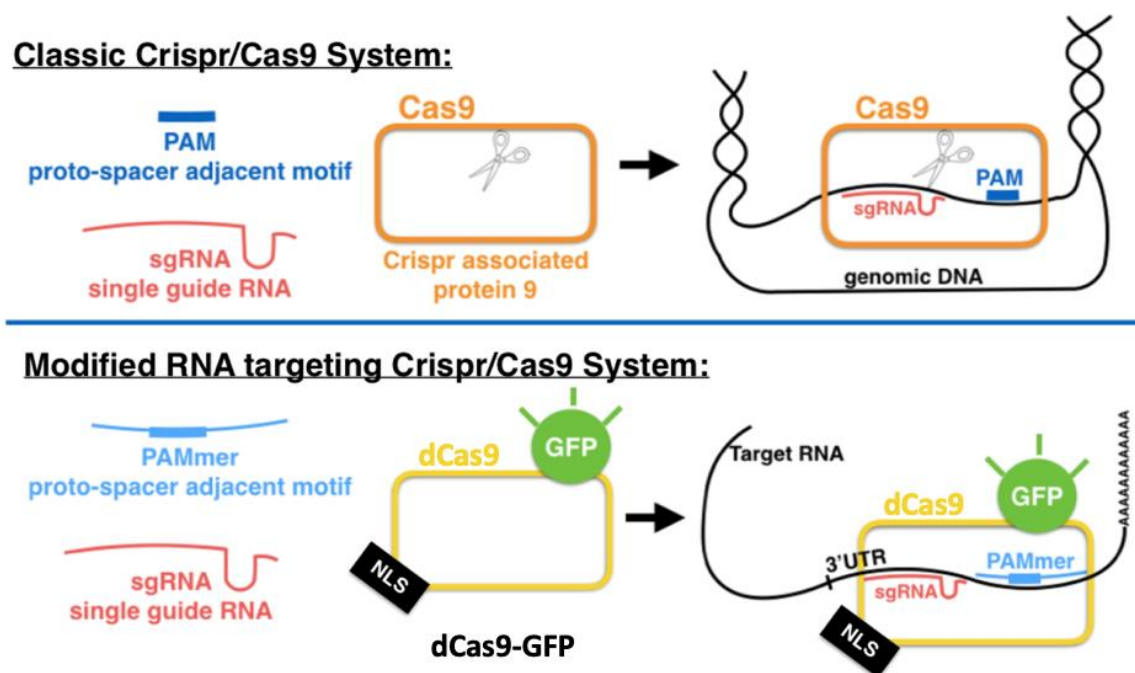 Classic Crispr/Cas9 System:
PAM
proto-spacer adjacent motif
sgRNA
single guide RNA
Cas9
Crispr associated
protein 9
Cas9
PAM
sgRNA
genomic DNA
Modified RNA targeting Crispr/Cas9 System:
PAMmer
proto-spacer adjacent motif
sgRNA
single guide RNA
GFP
dCas9
NLS
dCas9-GFP
Target RNA
GFP
dCas9
3'UTR
PAMmer
sgRNA
NLS
AAAAAAAAAAAAA